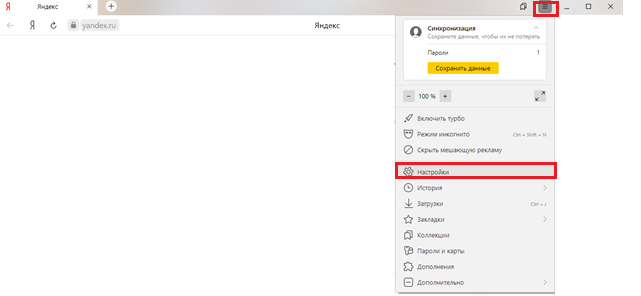 Я Яндекс
Я yandex.ru Яндекс
Синхронизация
Сохраните данные, чтобы их не потерять
Пароли 1
Сохранить данные
100 %
Включить турбо
Режим инкогнито Ctrl + Shift + N
Скрыть мешающую рекламу
Настройки
История
Загрузки Ctrl + J
Закладки
Коллекции
Пароли и карты
Дополнения
Дополнительно